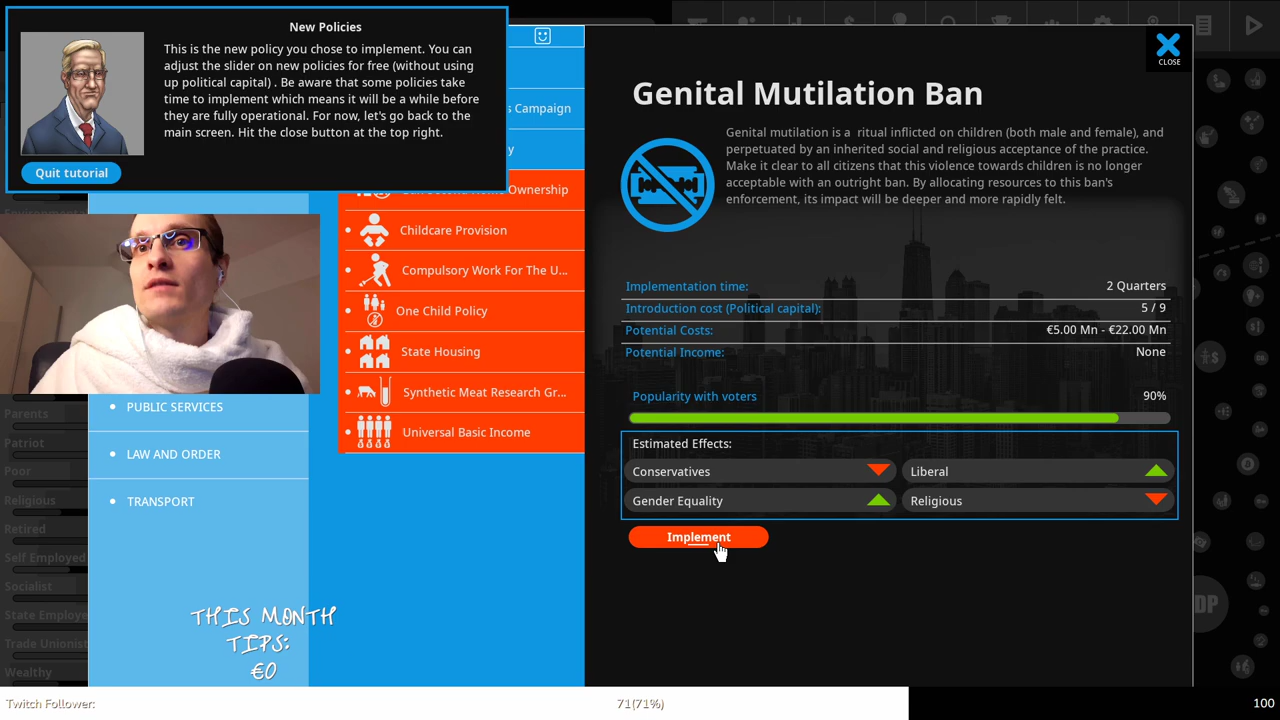 New Policies
This is the new policy you chose to implement. You can
adjust the slider on new policies for free (without using
up political capital) . Be aware that some policies take
time to implement which means it will be a while before
they are fully operational. For now, let's go back to the
main screen. Hit the close button at the top right.
Quit tutorial
s Campaign
y
Ownership
Childcare Provision
Compulsory Work For The U...
One Child Policy
State Housing
Synthetic Meat Research Gr...
Universal Basic Income
PUBLIC SERVICES
LAW AND ORDER
TRANSPORT
Parents
Patriot
Poor
Religious
Retired
Self Employed
Socialist
State Employe
Trade Unionist
Wealthy
CLOSE
Genital Mutilation Ban
Genital mutilation is a ritual inflicted on children (both male and female), and
perpetuated by an inherited social and religious acceptance of the practice.
Make it clear to all citizens that this violence towards children is no longer
acceptable with an outright ban. By allocating resources to this ban's
enforcement, its impact will be deeper and more rapidly felt.
Implementation time: 2 Quarters
Introduction cost (Political capital): 5 / 9
Potential Costs: €5.00 Mn - €22.00 Mn
Potential Income: None
Popularity with voters 90%
Estimated Effects:
Conservatives Liberal
Gender Equality Religious
Implement
DP
THIS MONTH
TIPS:
€0
Twitch Follower: 71(71%) 100